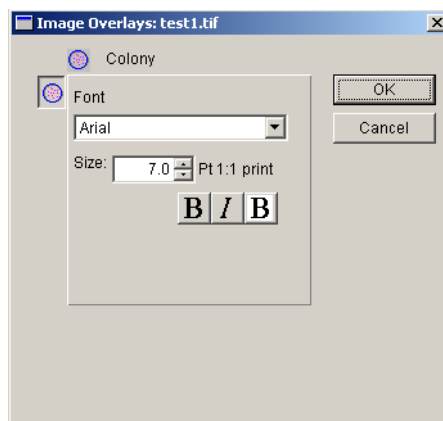 Image Overlays: test1.tif
Colony
Font
OK
Arial
Cancel
Size: 7.0 Pt 1:1 print
B I B